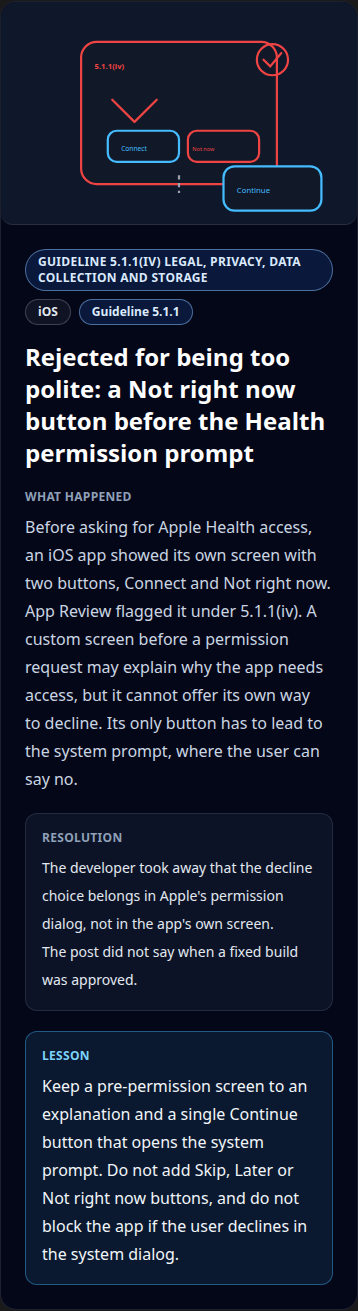 5.1.1(iv)
Connect
Not now
Continue
GUIDELINE 5.1.1(IV) LEGAL, PRIVACY, DATA
COLLECTION AND STORAGE
iOS
Guideline 5.1.1
Rejected for being too
polite: a Not right now
button before the Health
permission prompt
WHAT HAPPENED
Before asking for Apple Health access,
an iOS app showed its own screen with
two buttons, Connect and Not right now.
App Review flagged it under 5.1.1(iv). A
custom screen before a permission
request may explain why the app needs
access, but it cannot offer its own way
to decline. Its only button has to lead to
the system prompt, where the user can
say no.
RESOLUTION
The developer took away that the decline
choice belongs in Apple's permission
dialog, not in the app's own screen.
The post did not say when a fixed build
was approved.
LESSON
Keep a pre-permission screen to an
explanation and a single Continue
button that opens the system
prompt. Do not add Skip, Later or
Not right now buttons, and do not
block the app if the user declines in
the system dialog.